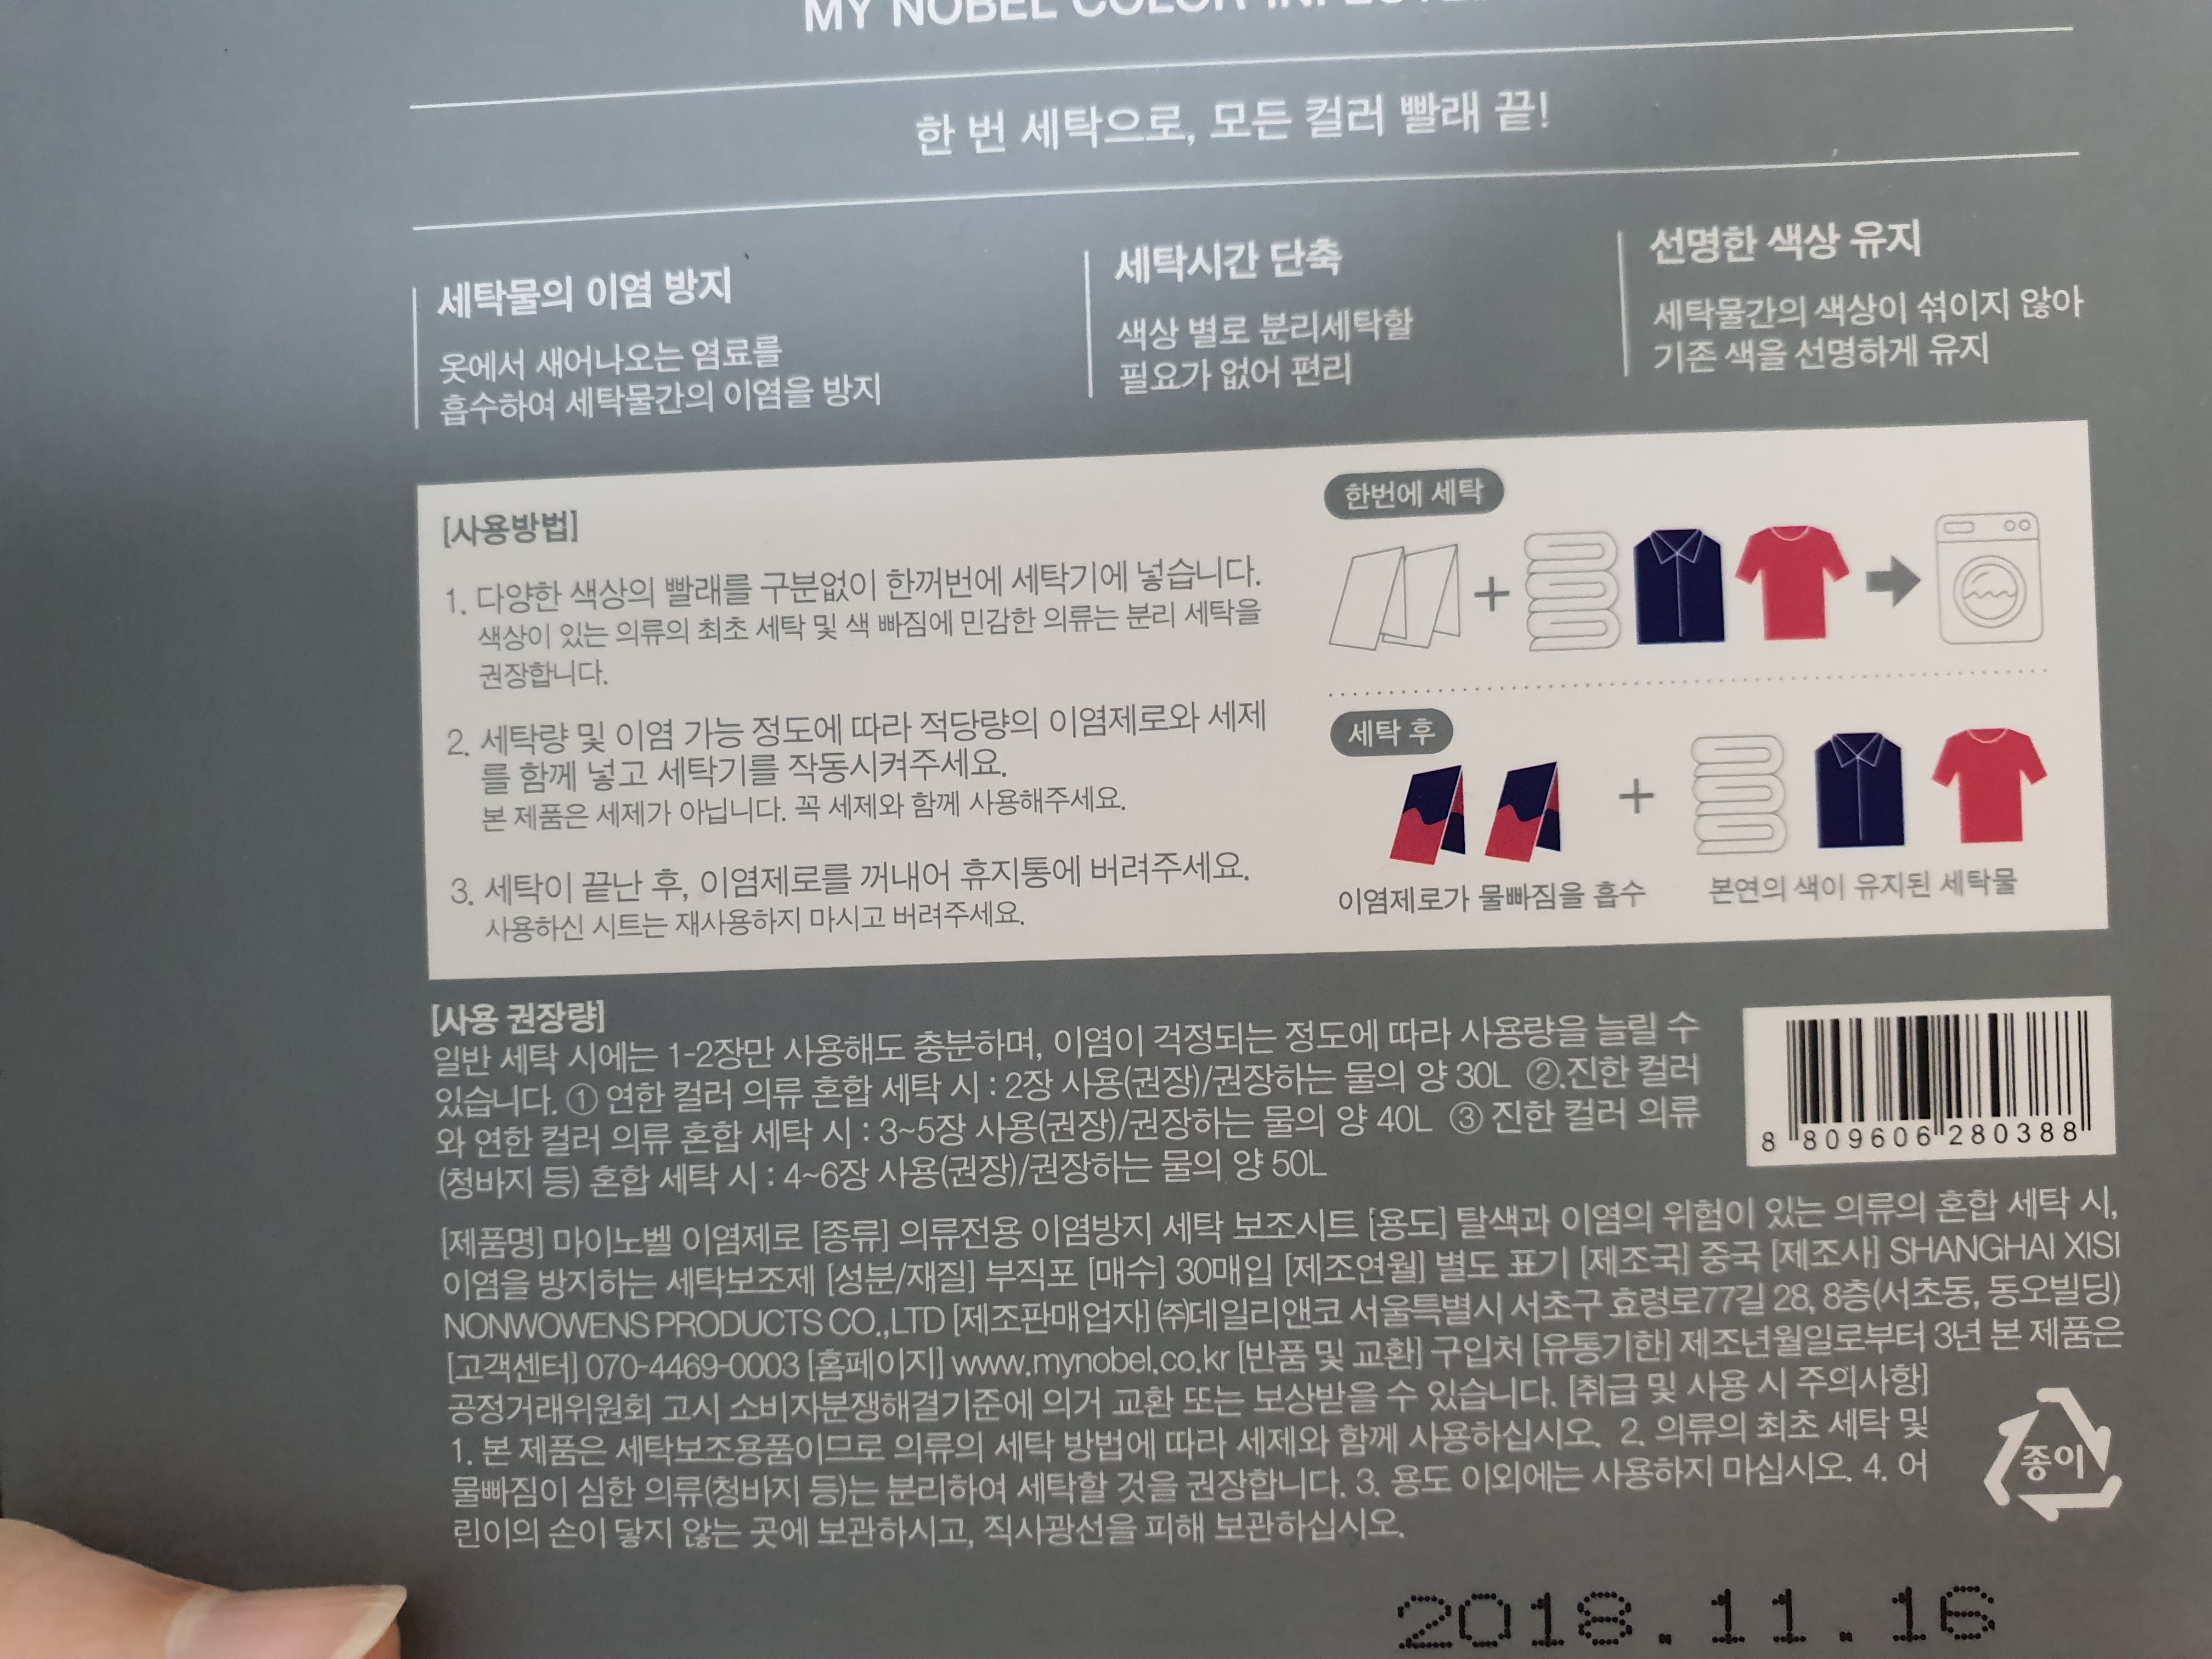 MY NOBEL COLOR
한 번 세탁으로, 모든 컬러 빨래 끝!
세탁물의 이염 방지
옷에서 새어나오는 염료를
흡수하여 세탁물간의 이염을 방지
세탁시간 단축
색상 별로 분리세탁할
필요가 없어 편리
선명한 색상 유지
세탁물간의 색상이 섞이지 않아
기존 색을 선명하게 유지
[사용방법]
1. 다양한 색상의 빨래를 구분없이 한꺼번에 세탁기에 넣습니다.
색상이 있는 의류의 최초 세탁 및 색 빠짐에 민감한 의류는 분리 세탁을
권장합니다.
2. 세탁량 및 이염 가능 정도에 따라 적당량의 이염제로와 세제
를 함께 넣고 세탁기를 작동시켜주세요.
본 제품은 세제가 아닙니다. 꼭 세제와 함께 사용해주세요.
3. 세탁이 끝난 후, 이염제로를 꺼내어 휴지통에 버려주세요.
사용하신 시트는 재사용하지 마시고 버려주세요.
한번에 세탁
세탁 후
이염제로가 물빠짐을 흡수
본연의 색이 유지된 세탁물
[사용 권장량]
일반 세탁 시에는 1-2장만 사용해도 충분하며, 이염이 걱정되는 정도에 따라 사용량을 늘릴 수
있습니다. ① 연한 컬러 의류 혼합 세탁 시 : 2장 사용(권장)/권장하는 물의 양 30L ②.진한 컬러
와 연한 컬러 의류 혼합 세탁 시 : 3~5장 사용(권장)/권장하는 물의 양 40L ③ 진한 컬러 의류
(청바지 등) 혼합 세탁 시 : 4~6장 사용(권장)/권장하는 물의 양 50L
8 809606 280388
[제품명] 마이노벨 이염제로 [종류] 의류전용 이염방지 세탁 보조시트 [용도] 탈색과 이염의 위험이 있는 의류의 혼합 세탁 시,
이염을 방지하는 세탁보조제 [성분/재질] 부직포 [매수] 30매입 [제조연월] 별도 표기 [제조국] 중국 [제조사] SHANGHAI XISI
NONWOWENS PRODUCTS CO.,LTD [제조판매업자] ㈜데일리앤코 서울특별시 서초구 효령로77길 28, 8층(서초동, 동오빌딩)
[고객센터] 070-4469-0003 [홈페이지] www.mynobel.co.kr [반품 및 교환] 구입처 [유통기한] 제조년월일로부터 3년 본 제품은
공정거래위원회 고시 소비자분쟁해결기준에 의거 교환 또는 보상받을 수 있습니다. [취급 및 사용 시 주의사항]
1. 본 제품은 세탁보조용품이므로 의류의 세탁 방법에 따라 세제와 함께 사용하십시오. 2. 의류의 최초 세탁 및
물빠짐이 심한 의류(청바지 등)는 분리하여 세탁할 것을 권장합니다. 3. 용도 이외에는 사용하지 마십시오. 4. 어
린이의 손이 닿지 않는 곳에 보관하시고, 직사광선을 피해 보관하십시오.
종이
2018.11.16